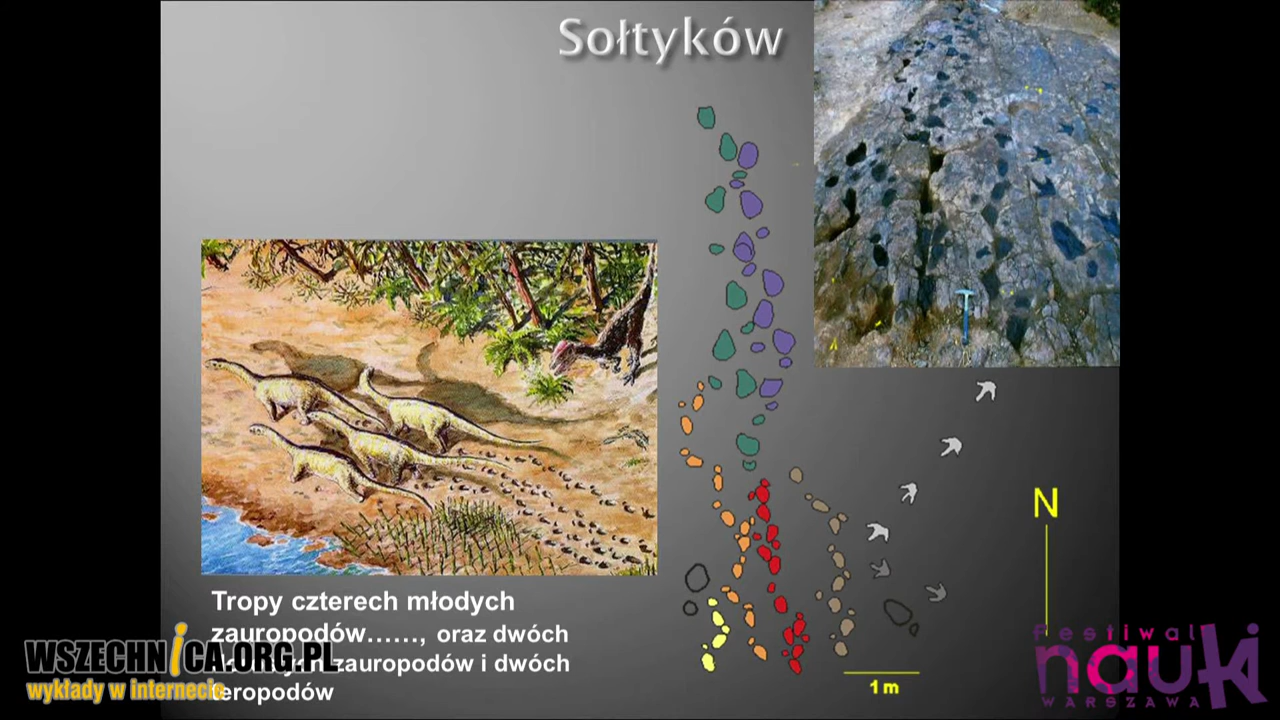 Sołtyków
N
Tropy czterech młodych
zauropodów......, oraz dwóch
zauropodów i dwóch
teropodów
1 m
WSZECHNiCA.ORG.PL
wykłady w internecie
festiwal
nauki
WARSZAWA